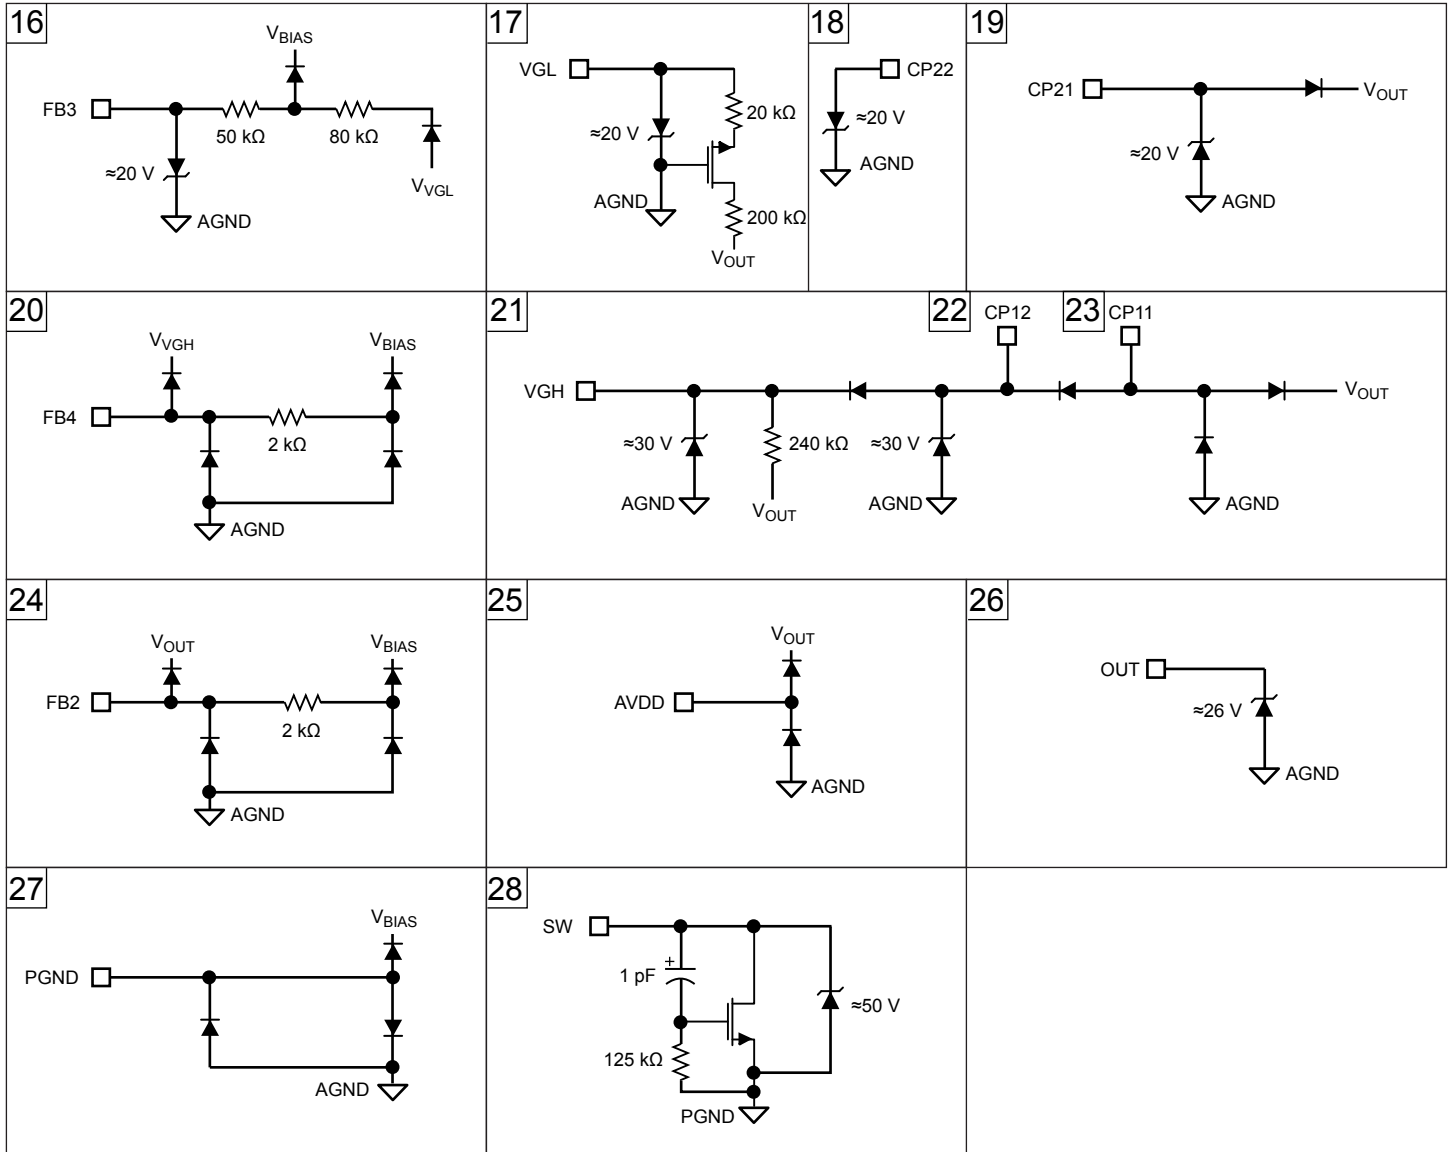 16
V_BIAS
FB3
50 kΩ
80 kΩ
≈20 V
V_VGL
AGND
17
VGL
20 kΩ
≈20 V
AGND
200 kΩ
V_OUT
18
CP22
≈20 V
AGND
19
CP21
V_OUT
≈20 V
AGND
20
V_VGH
V_BIAS
FB4
2 kΩ
AGND
21
22
CP12
23
CP11
VGH
V_OUT
≈30 V
240 kΩ
≈30 V
AGND
V_OUT
AGND
AGND
24
V_OUT
V_BIAS
FB2
2 kΩ
AGND
25
V_OUT
AVDD
AGND
26
OUT
≈26 V
AGND
27
V_BIAS
PGND
AGND
28
SW
+
1 pF
≈50 V
125 kΩ
PGND